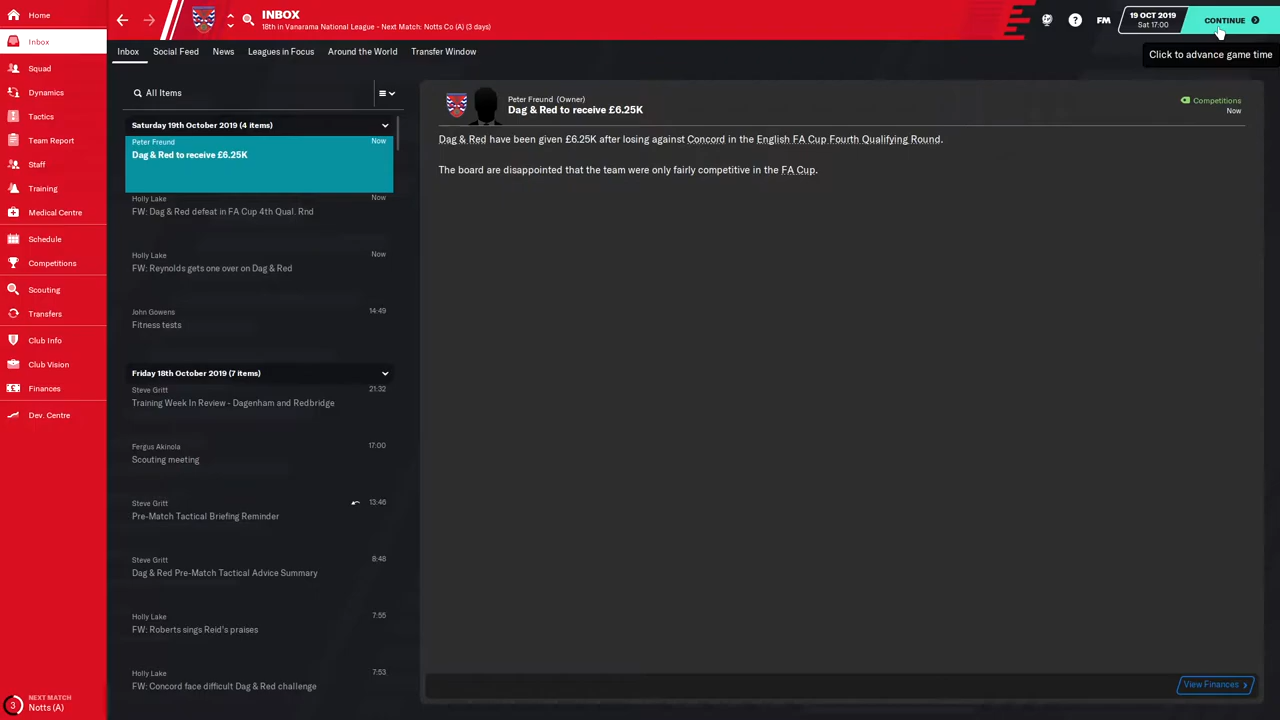 Home
Inbox
Squad
Dynamics
Tactics
Team Report
Staff
Training
Medical Centre
Schedule
Competitions
Scouting
Transfers
Club Info
Club Vision
Finances
Dev. Centre
3
NEXT MATCH
Notts (A)
INBOX
18th in Vanarama National League - Next Match: Notts Co (A) (3 days)
?
FM
19 OCT 2019
Sat 17:00
CONTINUE
Click to advance game time
Inbox
Social Feed
News
Leagues in Focus
Around the World
Transfer Window
All Items
Saturday 19th October 2019 (4 items)
Peter Freund
Now
Dag & Red to receive £6.25K
Holly Lake
Now
FW: Dag & Red defeat in FA Cup 4th Qual. Rnd
Holly Lake
Now
FW: Reynolds gets one over on Dag & Red
John Gowens
14:49
Fitness tests
Friday 18th October 2019 (7 items)
Steve Gritt
21:32
Training Week In Review - Dagenham and Redbridge
Fergus Akinola
17:00
Scouting meeting
Steve Gritt
13:46
Pre-Match Tactical Briefing Reminder
Steve Gritt
8:48
Dag & Red Pre-Match Tactical Advice Summary
Holly Lake
7:55
FW: Roberts sings Reid's praises
Holly Lake
7:53
FW: Concord face difficult Dag & Red challenge
Peter Freund (Owner)
Dag & Red to receive £6.25K
Competitions
Now
Dag & Red have been given £6.25K after losing against Concord in the English FA Cup Fourth Qualifying Round.
The board are disappointed that the team were only fairly competitive in the FA Cup.
View Finances